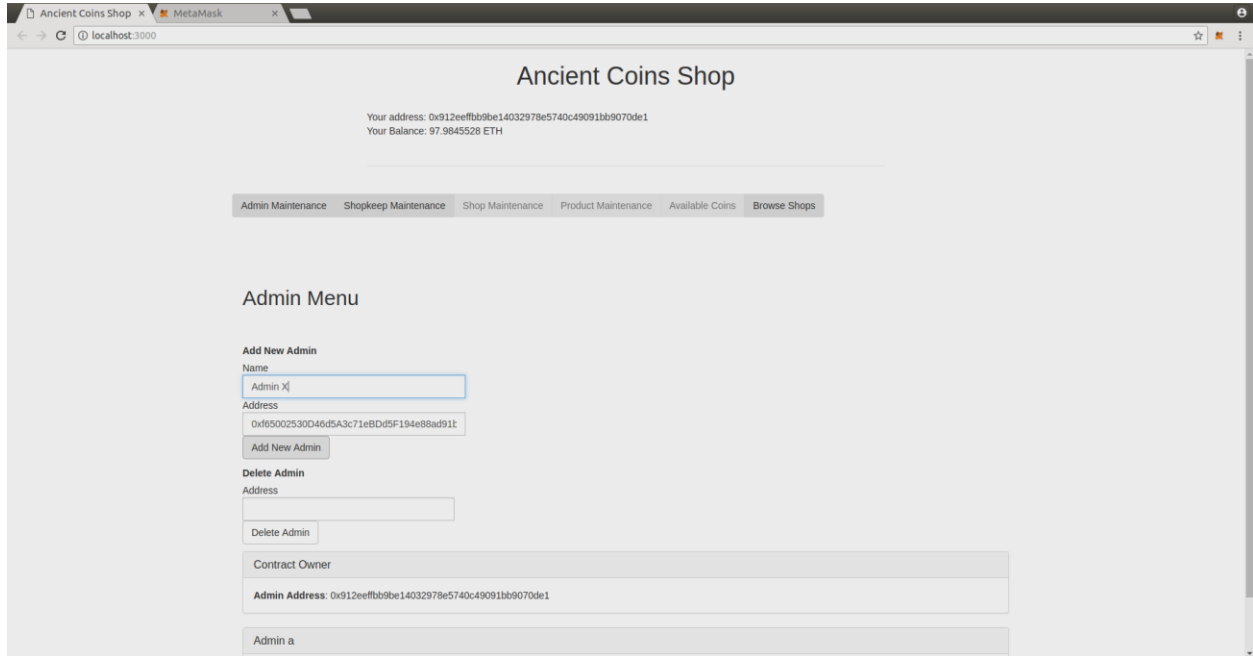 Ancient Coins Shop
MetaMask
localhost:3000
Ancient Coins Shop
Your address: 0x912eeffbb9be14032978e5740c49091bb9070de1
Your Balance: 97.9845528 ETH
Admin Maintenance Shopkeep Maintenance Shop Maintenance Product Maintenance Available Coins Browse Shops
Admin Menu
Add New Admin
Name
Admin X
Address
0xf65002530D46d5A3c71eBDd5F194e88ad91b
Add New Admin
Delete Admin
Address
Delete Admin
Contract Owner
Admin Address: 0x912eeffbb9be14032978e5740c49091bb9070de1
Admin a